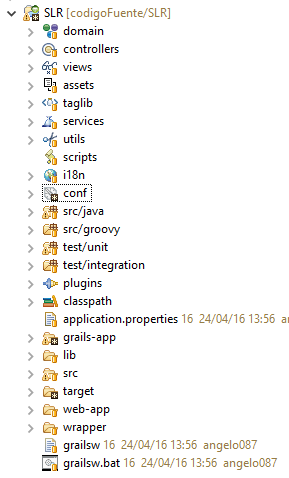 SLR [codigoFuente/SLR]
domain
controllers
views
assets
taglib
services
utils
scripts
i18n
conf
src/java
src/groovy
test/unit
test/integration
plugins
classpath
application.properties 16 24/04/16 13:56
grails-app
lib
src
target
web-app
wrapper
grailsw 16 24/04/16 13:56 angelo087
grailsw.bat 16 24/04/16 13:56 angelo087